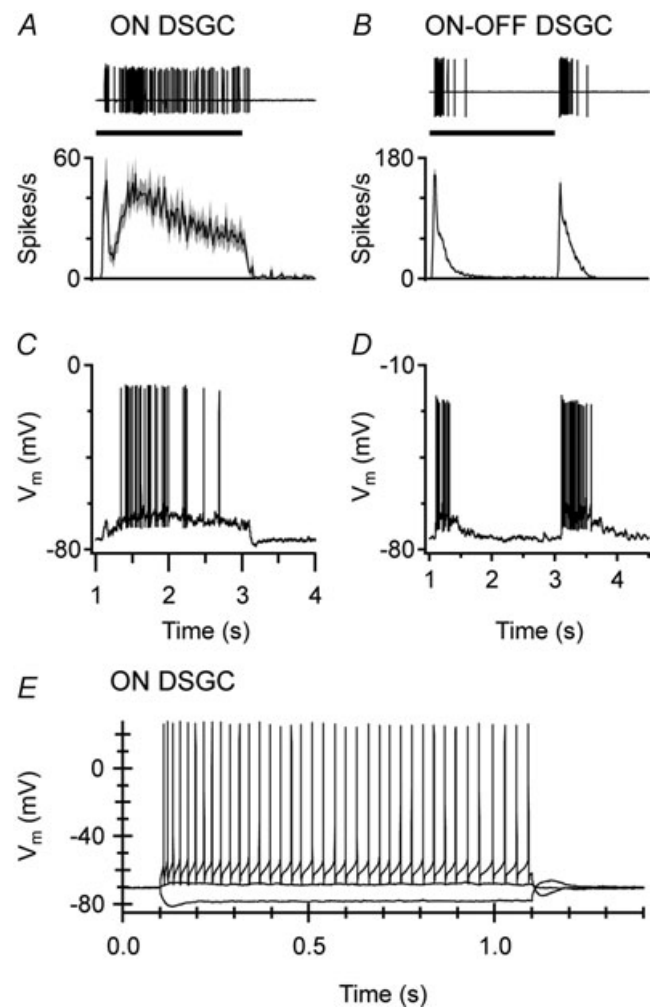 A ON DSGC
B ON-OFF DSGC
Spikes/s
60
0
Spikes/s
180
0
C
D
Vm (mV)
0
-80
1 2 3 4
Time (s)
Vm (mV)
-10
-80
1 2 3 4
Time (s)
E ON DSGC
Vm (mV)
0
-40
-80
0.0 0.5 1.0
Time (s)